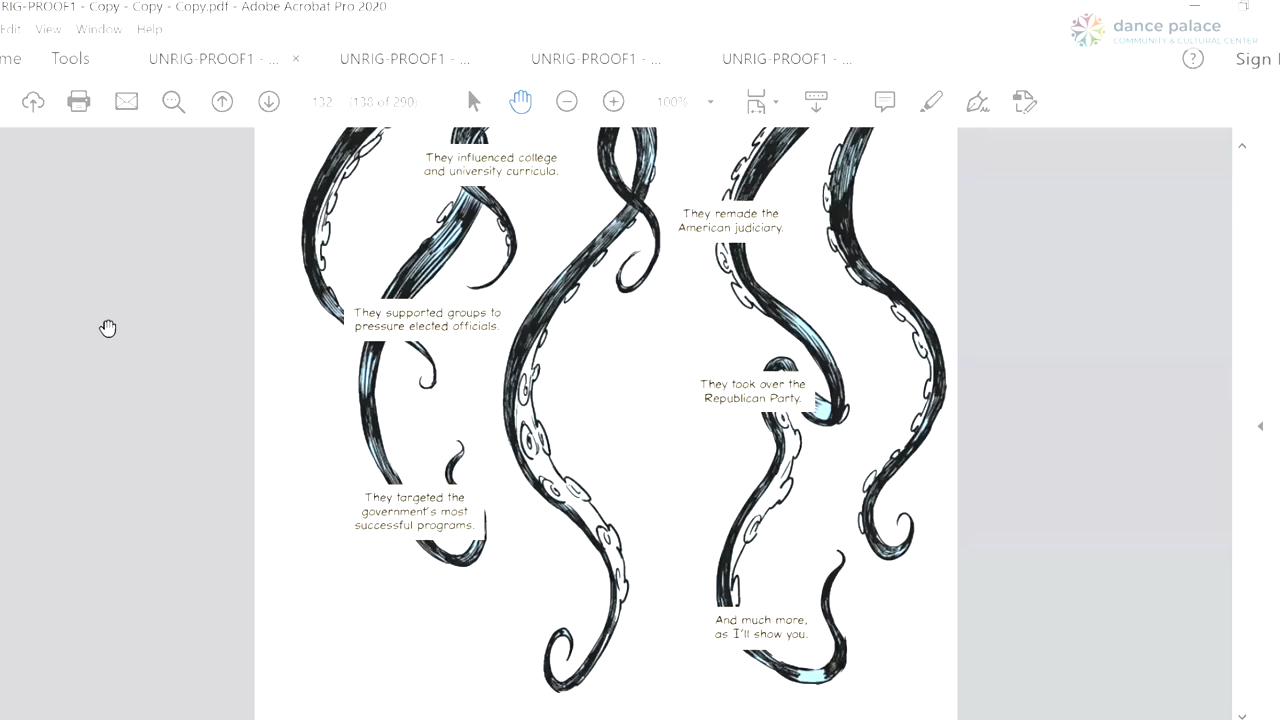 RIG-PROOF1 - Copy - Copy - Copy.pdf - Adobe Acrobat Pro 2020
Edit View Window Help
dance palace
COMMUNITY & CULTURAL CENTER
me Tools UNRIG-PROOF1 - ... × UNRIG-PROOF1 - ... UNRIG-PROOF1 - ... UNRIG-PROOF1 - ... ? Sign I
132 (138 of 290) 100%
They influenced college
and university curricula.
They remade the
American judiciary.
They supported groups to
pressure elected officials.
They took over the
Republican Party.
They targeted the
government's most
successful programs.
And much more,
as I'll show you.